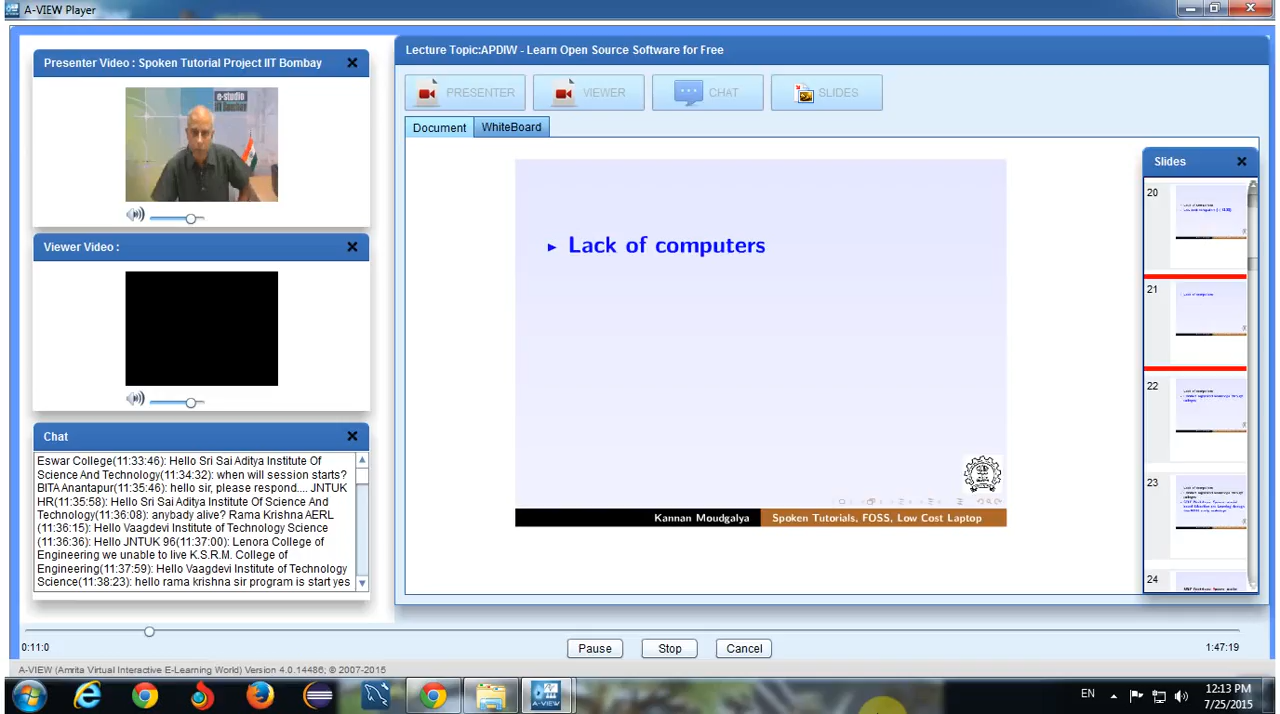 A-VIEW Player
Presenter Video : Spoken Tutorial Project IIT Bombay
Viewer Video :
Chat
Eswar College(11:33:46): Hello Sri Sai Aditya Institute Of
Science And Technology(11:34:32): when will session starts?
BITA Anantapur(11:35:46): hello sir, please respond.... JNTUK
HR(11:35:58): Hello Sri Sai Aditya Institute Of Science And
Technology(11:36:08): anybady alive? Rama Krishna AERL
(11:36:15): Hello Vaagdevi Institute of Technology Science
(11:36:36): Hello JNTUK 96(11:37:00): Lenora College of
Engineering we unable to live K.S.R.M. College of
Engineering(11:37:59): Hello Vaagdevi Institute of Technology
Science(11:38:23): hello rama krishna sir program is start yes
Lecture Topic:APDIW - Learn Open Source Software for Free
PRESENTER
VIEWER
CHAT
SLIDES
Document
WhiteBoard
► Lack of computers
Kannan Moudgalya
Spoken Tutorials, FOSS, Low Cost Laptop
Slides
20
21
22
23
24
0:11:0
Pause
Stop
Cancel
1:47:19
A-VIEW (Amrita Virtual Interactive E-Learning World) Version 4.0.14486; © 2007-2015
EN
12:13 PM
7/25/2015